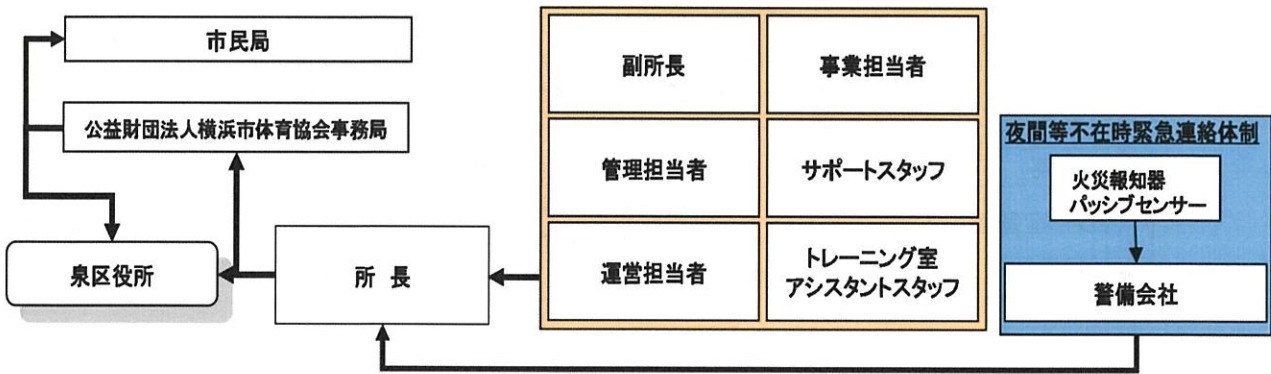 市民局
公益財団法人横浜市体育協会事務局
泉区役所
所 長
副所長
事業担当者
管理担当者
サポートスタッフ
運営担当者
トレーニング室
アシスタントスタッフ
夜間等不在時緊急連絡体制
火災報知器
パッシブセンサー
警備会社